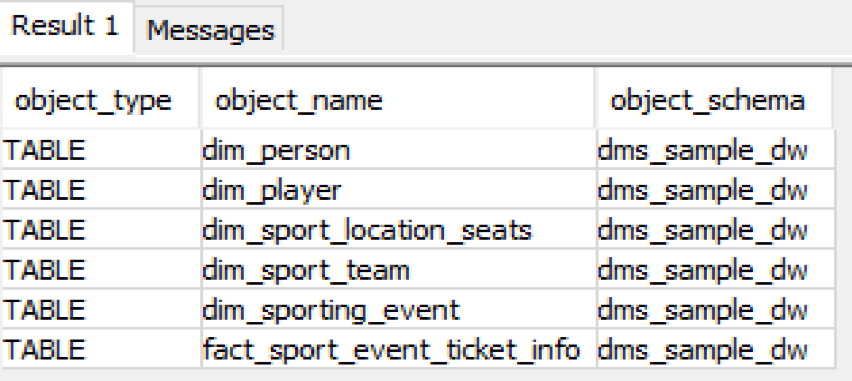 Result 1 Messages
object_type object_name object_schema
TABLE dim_person dms_sample_dw
TABLE dim_player dms_sample_dw
TABLE dim_sport_location_seats dms_sample_dw
TABLE dim_sport_team dms_sample_dw
TABLE dim_sporting_event dms_sample_dw
TABLE fact_sport_event_ticket_info dms_sample_dw